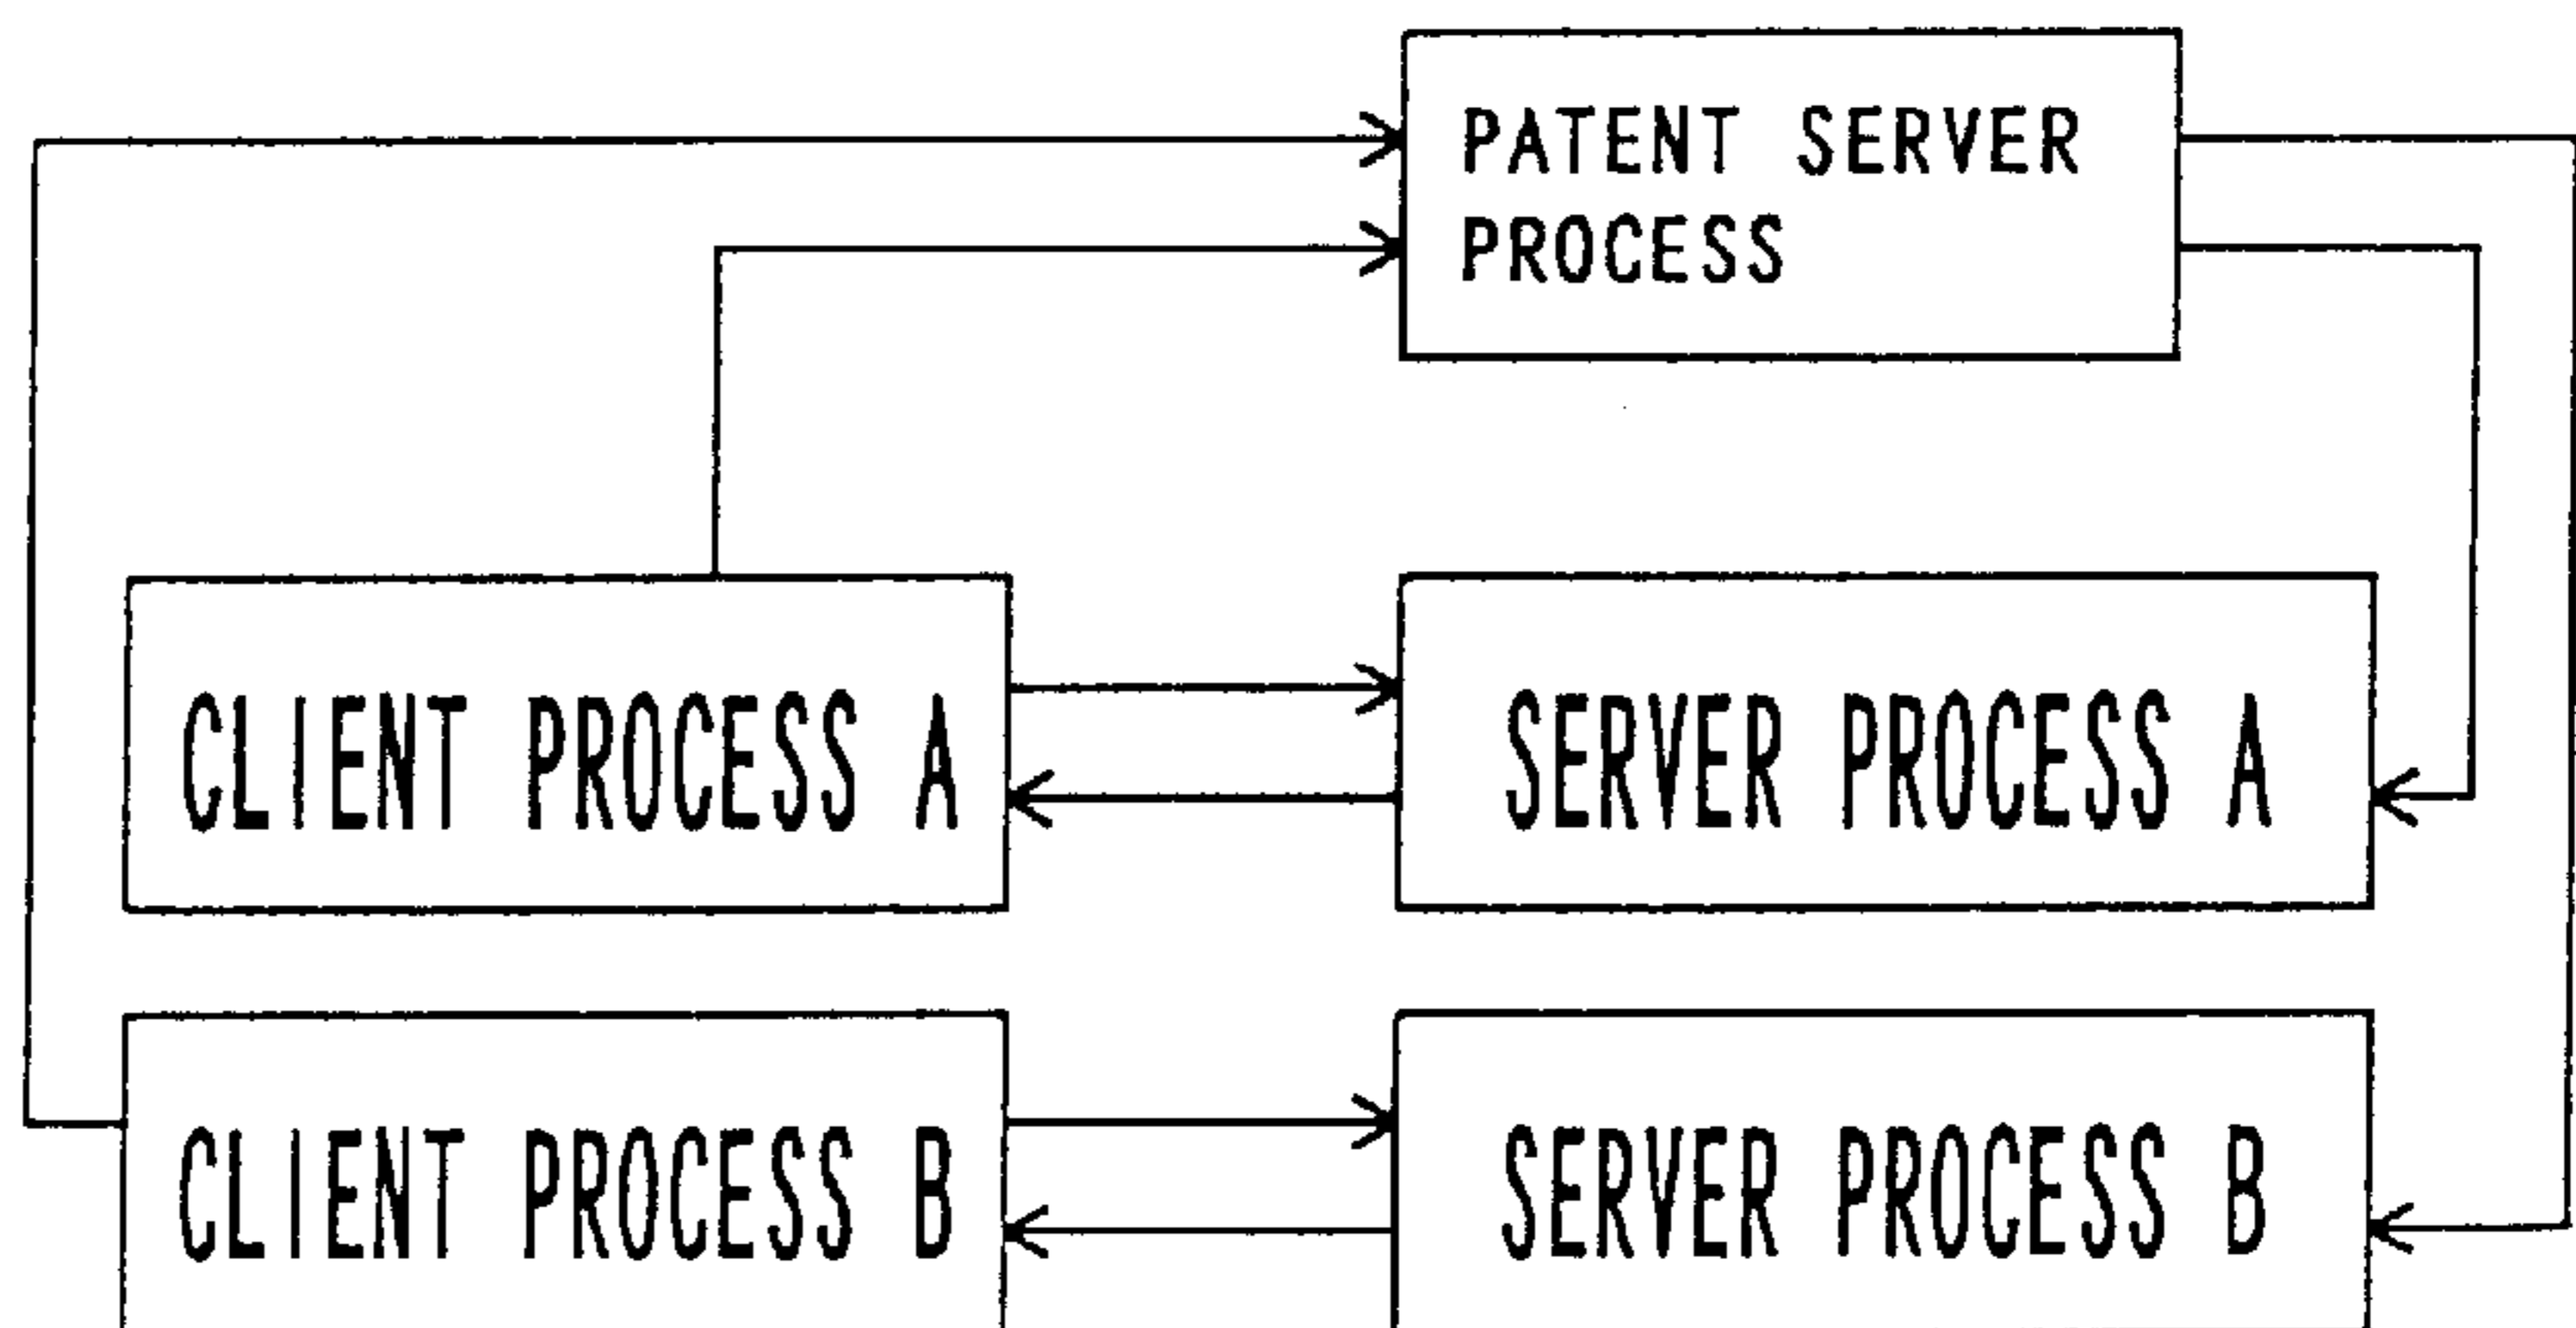 PATENT SERVER
PROCESS
CLIENT PROCESS A
SERVER PROCESS A
CLIENT PROCESS B
SERVER PROCESS B